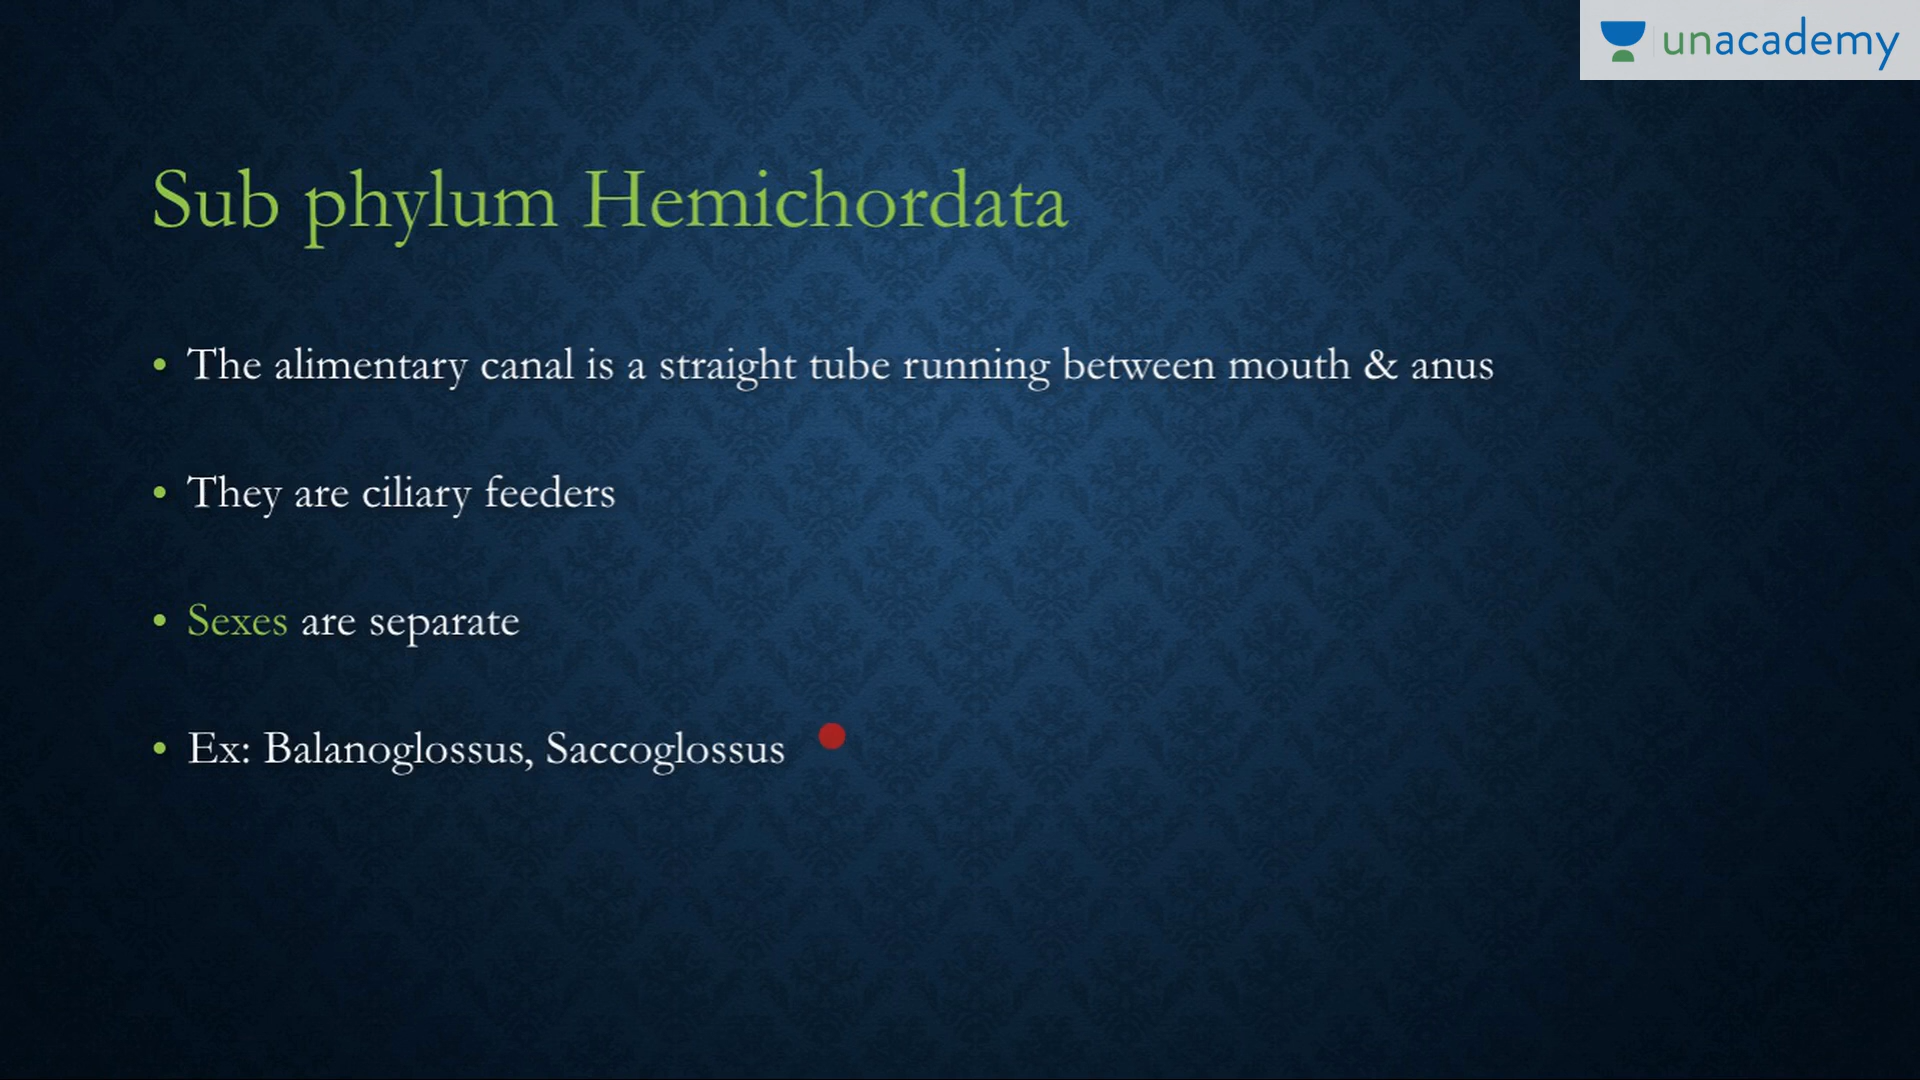 unacademy
Sub phylum Hemichordata
• The alimentary canal is a straight tube running between mouth & anus
• They are ciliary feeders
• Sexes are separate
• Ex: Balanoglossus, Saccoglossus